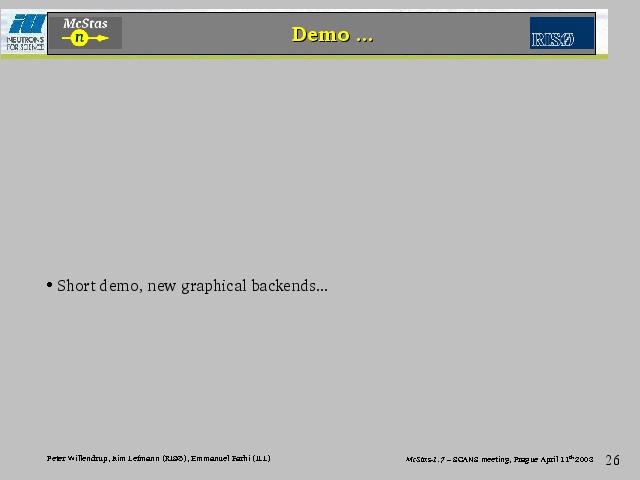 NEUTRONS
FOR SCIENCE
McStas
n
Demo ...
RISØ
• Short demo, new graphical backends...
Peter Willendrup, Kim Lefmann (RISØ), Emmanuel Farhi (ILL)
McStas-1.7 – SCANS meeting, Prague April 11th 2003
26